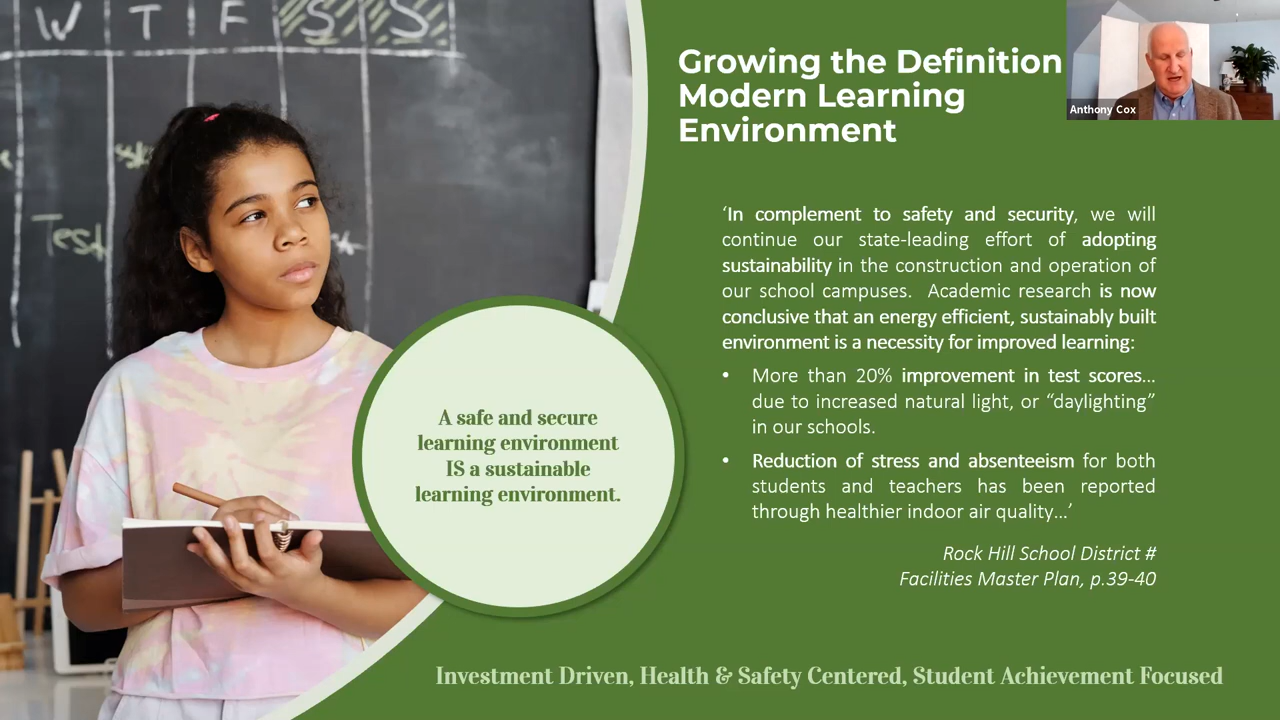 W T F S S
Test
Growing the Definition
Modern Learning
Environment
Anthony Cox
‘In complement to safety and security, we will
continue our state-leading effort of adopting
sustainability in the construction and operation of
our school campuses. Academic research is now
conclusive that an energy efficient, sustainably built
environment is a necessity for improved learning:
• More than 20% improvement in test scores…
due to increased natural light, or “daylighting”
in our schools.
• Reduction of stress and absenteeism for both
students and teachers has been reported
through healthier indoor air quality…’
Rock Hill School District #
Facilities Master Plan, p.39-40
A safe and secure
learning environment
IS a sustainable
learning environment.
Investment Driven, Health & Safety Centered, Student Achievement Focused